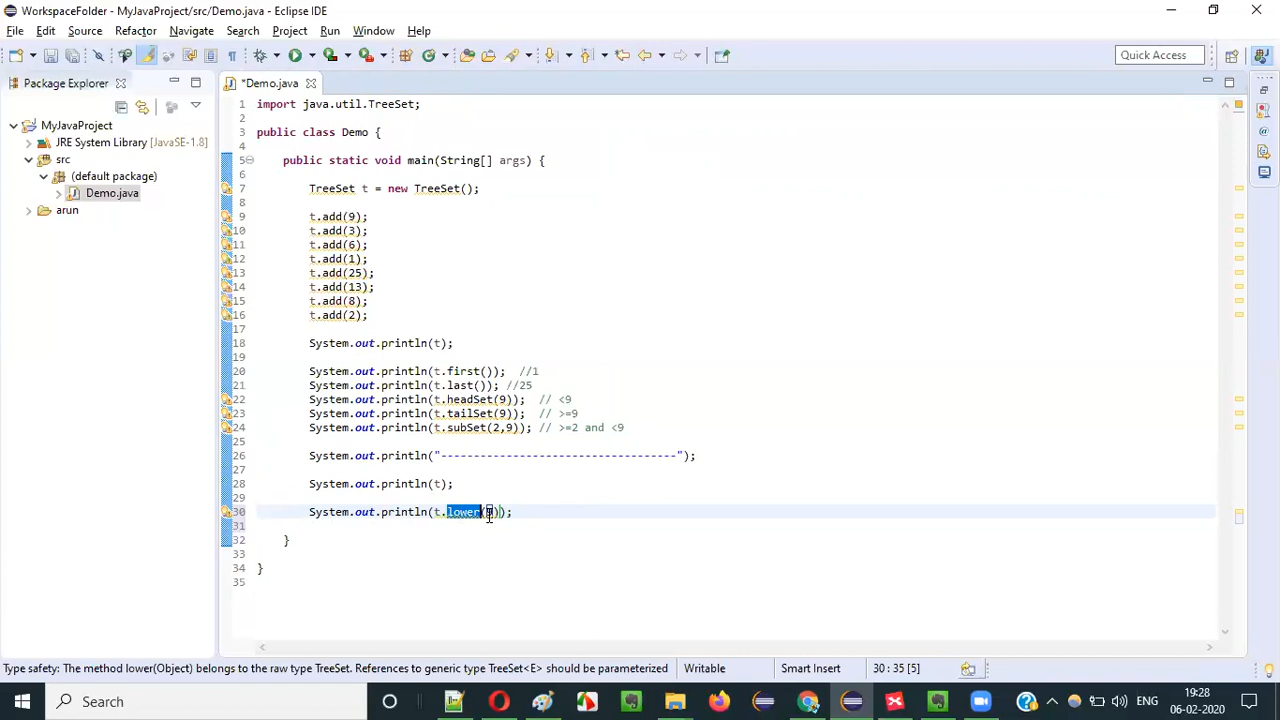 WorkspaceFolder - MyJavaProject/src/Demo.java - Eclipse IDE
File Edit Source Refactor Navigate Search Project Run Window Help
Quick Access
Package Explorer
*Demo.java
MyJavaProject
JRE System Library [JavaSE-1.8]
src
(default package)
Demo.java
arun
1 import java.util.TreeSet;
2
3 public class Demo {
4
5 public static void main(String[] args) {
6
7 TreeSet t = new TreeSet();
8
9 t.add(9);
10 t.add(3);
11 t.add(6);
12 t.add(1);
13 t.add(25);
14 t.add(13);
15 t.add(8);
16 t.add(2);
17
18 System.out.println(t);
19
20 System.out.println(t.first()); //1
21 System.out.println(t.last()); //25
22 System.out.println(t.headSet(9)); // <9
23 System.out.println(t.tailSet(9)); // >=9
24 System.out.println(t.subSet(2,9)); // >=2 and <9
25
26 System.out.println("------------------------------------");
27
28 System.out.println(t);
29
30 System.out.println(t.lower( ));
31
32 }
33
34 }
35
Type safety: The method lower(Object) belongs to the raw type TreeSet. References to generic type TreeSet<E> should be parameterized
Writable
Smart Insert
30 : 35 [5]
Search
ENG
19:28
06-02-2020